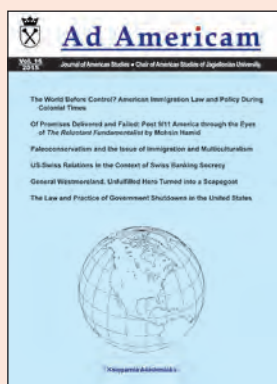 Ad Americam
Vol. 16
2015
Journal of American Studies • Chair of American Studies of Jagiellonian University
The World Before Control? American Immigration Law and Policy During
Colonial Times
Of Promises Delivered and Failed: Post 9/11 America through the Eyes
of The Reluctant Fundamentalist by Mohsin Hamid
Paleoconservatism and the Issue of Immigration and Multiculturalism
US-Swiss Relations in the Context of Swiss Banking Secrecy
General Westmoreland. Unfulfilled Hero Turned into a Scapegoat
The Law and Practice of Government Shutdowns in the United States
Księgarnia Akademicka